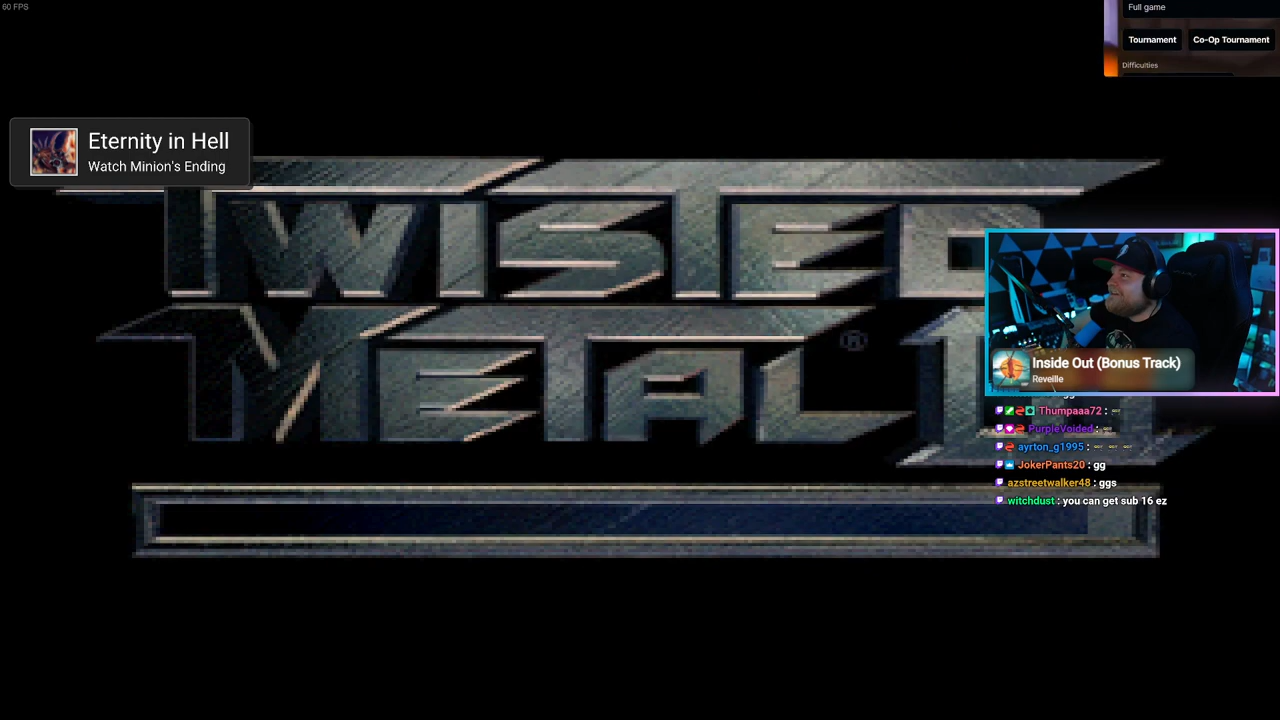 60 FPS
Full game
Tournament
Co-Op Tournament
Difficulties
Eternity in Hell
Watch Minion's Ending
TWISTED
METAL II
®
Inside Out (Bonus Track)
Reveille
Thumpaaa72 :
PurpleVoided :
ayrton_g1995 :
JokerPants20 : gg
azstreetwalker48 : ggs
witchdust : you can get sub 16 ez